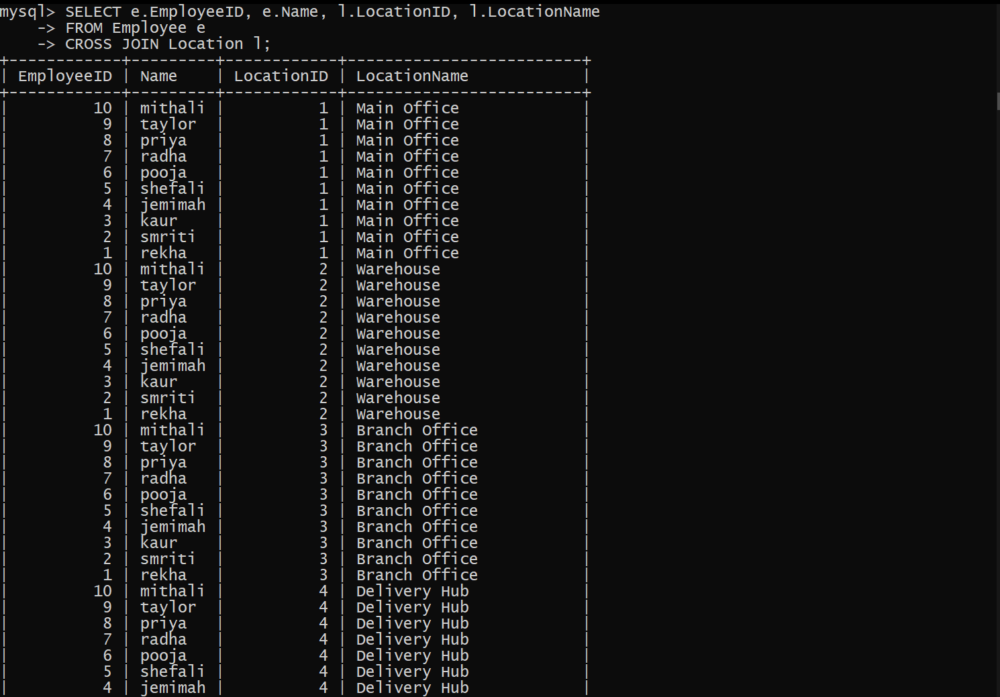 mysql> SELECT e.EmployeeID, e.Name, l.LocationID, l.LocationName
    -> FROM Employee e
    -> CROSS JOIN Location l;
+------------+---------+------------+-------------------------+
| EmployeeID | Name    | LocationID | LocationName            |
+------------+---------+------------+-------------------------+
|         10 | mithali |          1 | Main Office             |
|          9 | taylor  |          1 | Main Office             |
|          8 | priya   |          1 | Main Office             |
|          7 | radha   |          1 | Main Office             |
|          6 | pooja   |          1 | Main Office             |
|          5 | shefali |          1 | Main Office             |
|          4 | jemimah |          1 | Main Office             |
|          3 | kaur    |          1 | Main Office             |
|          2 | smriti  |          1 | Main Office             |
|          1 | rekha   |          1 | Main Office             |
|         10 | mithali |          2 | Warehouse               |
|          9 | taylor  |          2 | Warehouse               |
|          8 | priya   |          2 | Warehouse               |
|          7 | radha   |          2 | Warehouse               |
|          6 | pooja   |          2 | Warehouse               |
|          5 | shefali |          2 | Warehouse               |
|          4 | jemimah |          2 | Warehouse               |
|          3 | kaur    |          2 | Warehouse               |
|          2 | smriti  |          2 | Warehouse               |
|          1 | rekha   |          2 | Warehouse               |
|         10 | mithali |          3 | Branch Office           |
|          9 | taylor  |          3 | Branch Office           |
|          8 | priya   |          3 | Branch Office           |
|          7 | radha   |          3 | Branch Office           |
|          6 | pooja   |          3 | Branch Office           |
|          5 | shefali |          3 | Branch Office           |
|          4 | jemimah |          3 | Branch Office           |
|          3 | kaur    |          3 | Branch Office           |
|          2 | smriti  |          3 | Branch Office           |
|          1 | rekha   |          3 | Branch Office           |
|         10 | mithali |          4 | Delivery Hub            |
|          9 | taylor  |          4 | Delivery Hub            |
|          8 | priya   |          4 | Delivery Hub            |
|          7 | radha   |          4 | Delivery Hub            |
|          6 | pooja   |          4 | Delivery Hub            |
|          5 | shefali |          4 | Delivery Hub            |
|          4 | jemimah |          4 | Delivery Hub            |